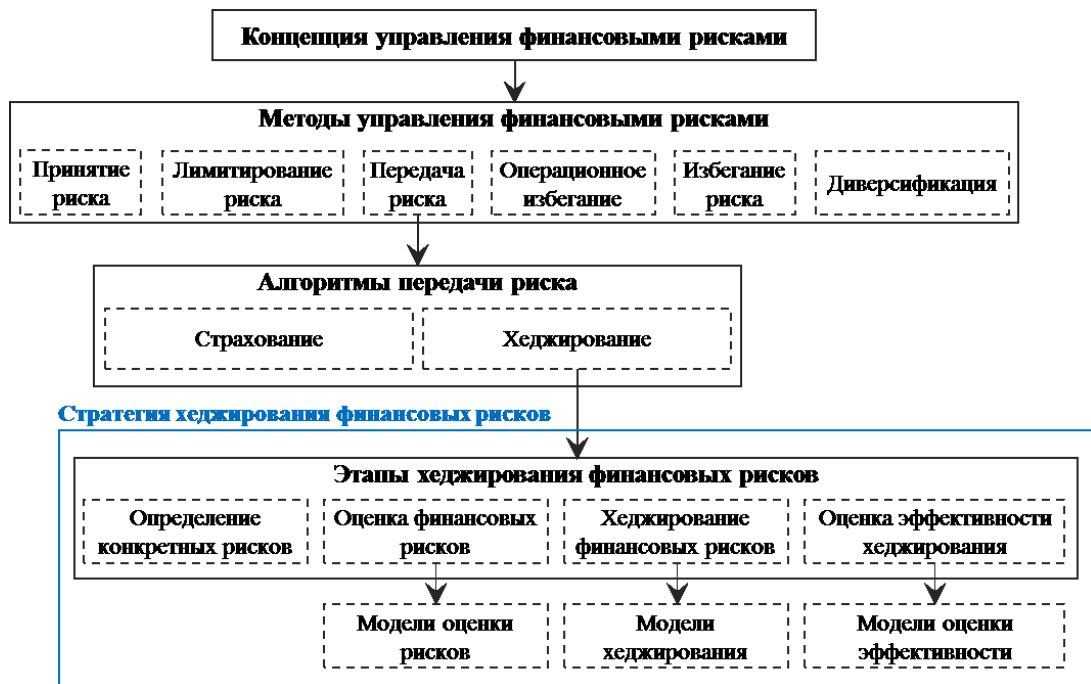 Концепция управления финансовыми рисками
Методы управления финансовыми рисками
Принятие
риска
Лимитирование
риска
Передача
риска
Операционное
избегание
Избегание
риска
Диверсификация
Алгоритмы передачи риска
Страхование
Хеджирование
Стратегия хеджирования финансовых рисков
Этапы хеджирования финансовых рисков
Определение
конкретных рисков
Оценка финансовых
рисков
Хеджирование
финансовых рисков
Оценка эффективности
хеджирования
Модели оценки
рисков
Модели
хеджирования
Модели оценки
эффективности